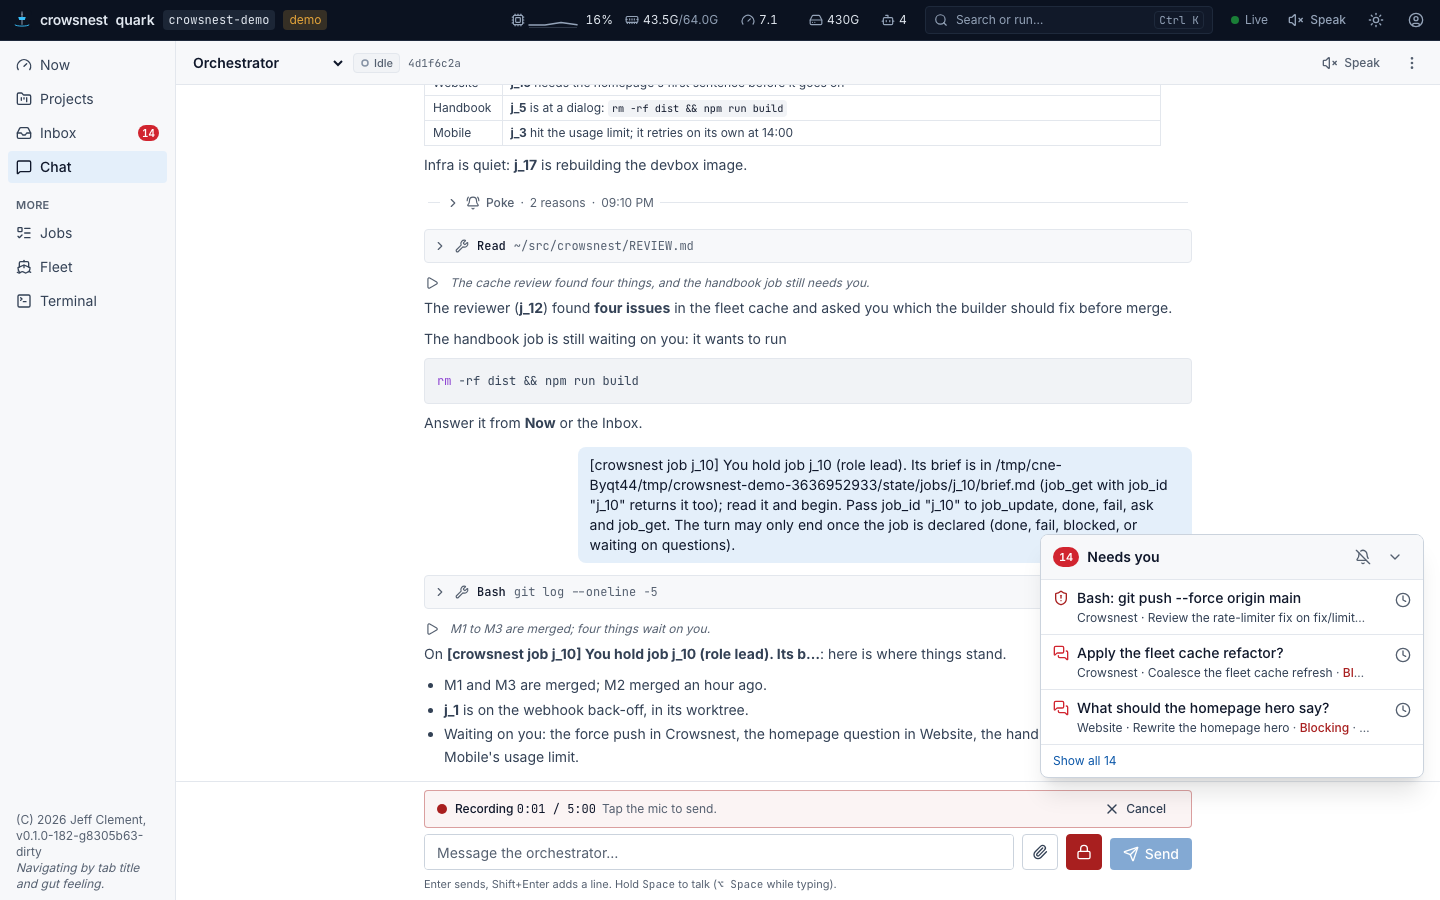 crowsnest quark crowsnest-demo demo 16% 43.5G/64.0G 7.1 430G 4 Search or run... Ctrl K Live Speak
Now
Projects
Inbox 14
Chat
MORE
Jobs
Fleet
Terminal
(C) 2026 Jeff Clement,
v0.1.0-182-g8305b63-
dirty
Navigating by tab title
and gut feeling.
Orchestrator Idle 4d1f6c2a Speak
Handbook j_5 is at a dialog: rm -rf dist && npm run build
Mobile j_3 hit the usage limit; it retries on its own at 14:00
Infra is quiet: j_17 is rebuilding the devbox image.
Poke · 2 reasons · 09:10 PM
Read ~/src/crowsnest/REVIEW.md
The cache review found four things, and the handbook job still needs you.
The reviewer (j_12) found four issues in the fleet cache and asked you which the builder should fix before merge.
The handbook job is still waiting on you: it wants to run
rm -rf dist && npm run build
Answer it from Now or the Inbox.
[crowsnest job j_10] You hold job j_10 (role lead). Its brief is in /tmp/cne-
Byqt44/tmp/crowsnest-demo-3636952933/state/jobs/j_10/brief.md (job_get with job_id
"j_10" returns it too); read it and begin. Pass job_id "j_10" to job_update, done, fail, ask
and job_get. The turn may only end once the job is declared (done, fail, blocked, or
waiting on questions).
Bash git log --oneline -5
M1 to M3 are merged; four things wait on you.
On [crowsnest job j_10] You hold job j_10 (role lead). Its b...: here is where things stand.
M1 and M3 are merged; M2 merged an hour ago.
j_1 is on the webhook back-off, in its worktree.
Waiting on you: the force push in Crowsnest, the homepage question in Website, the hand
Mobile's usage limit.
14 Needs you
Bash: git push --force origin main
Crowsnest · Review the rate-limiter fix on fix/limit...
Apply the fleet cache refactor?
Crowsnest · Coalesce the fleet cache refresh · Bl...
What should the homepage hero say?
Website · Rewrite the homepage hero · Blocking · ...
Show all 14
Recording 0:01 / 5:00 Tap the mic to send. Cancel
Message the orchestrator... Send
Enter sends, Shift+Enter adds a line. Hold Space to talk (⌥ Space while typing).